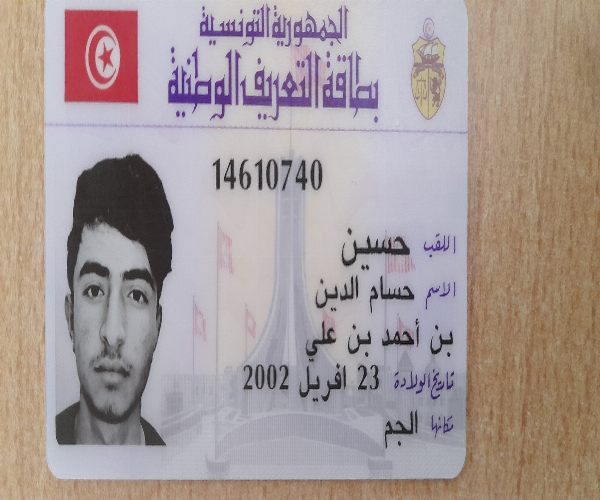 الجمهورية التونسية
بطاقة التعريف الوطنية
14610740
اللقب حسين
الاسم حسام الدين
بن أحمد بن علي
تاريخ الولادة 23 افريل 2002
مكانها الجم